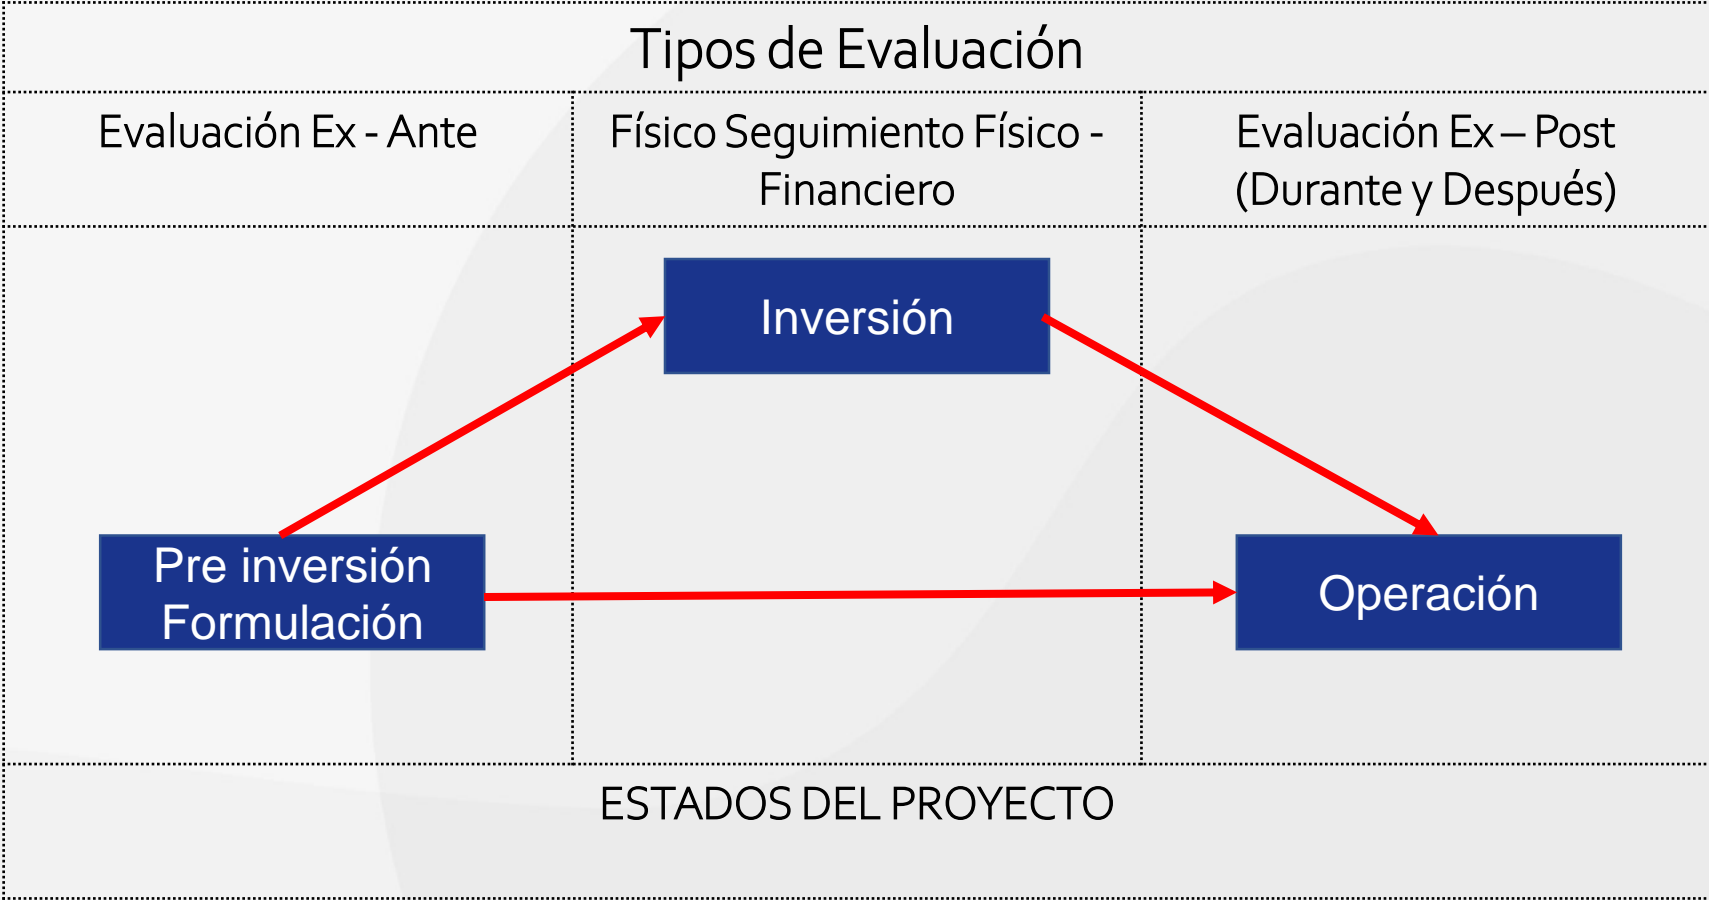 Tipos de Evaluación
Evaluación Ex - Ante
Físico Seguimiento Físico -
Financiero
Evaluación Ex – Post
(Durante y Después)
Inversión
Pre inversión
Formulación
Operación
ESTADOS DEL PROYECTO